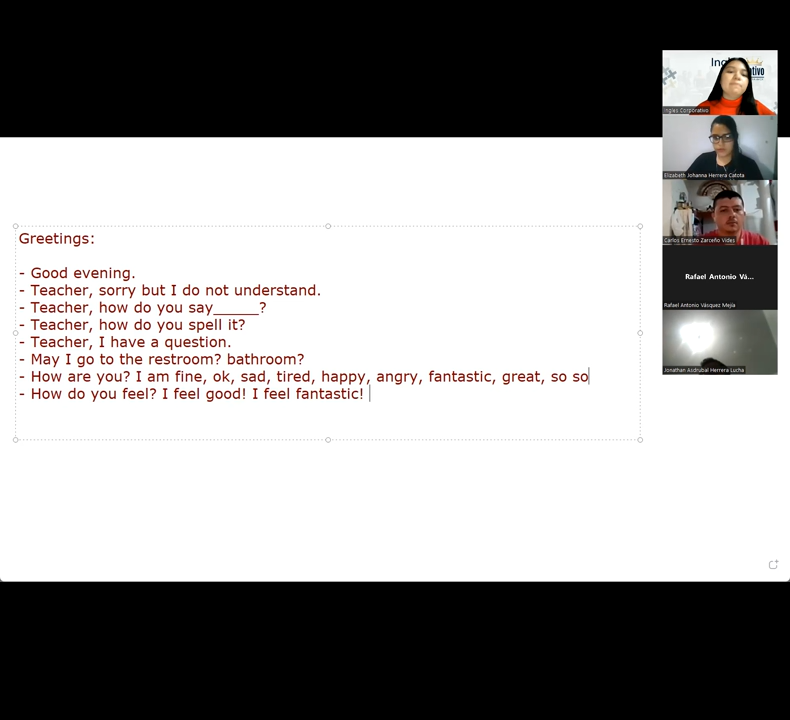 Greetings:
- Good evening.
- Teacher, sorry but I do not understand.
- Teacher, how do you say_____?
- Teacher, how do you spell it?
- Teacher, I have a question.
- May I go to the restroom? bathroom?
- How are you? I am fine, ok, sad, tired, happy, angry, fantastic, great, so so
- How do you feel? I feel good! I feel fantastic!
Inglés Corporativo
Elizabeth Johanna Herrera Catota
Carlos Ernesto Zarceño Vides
Rafael Antonio Vá...
Rafael Antonio Vásquez Mejía
Jonathan Asdrubal Herrera Lucha